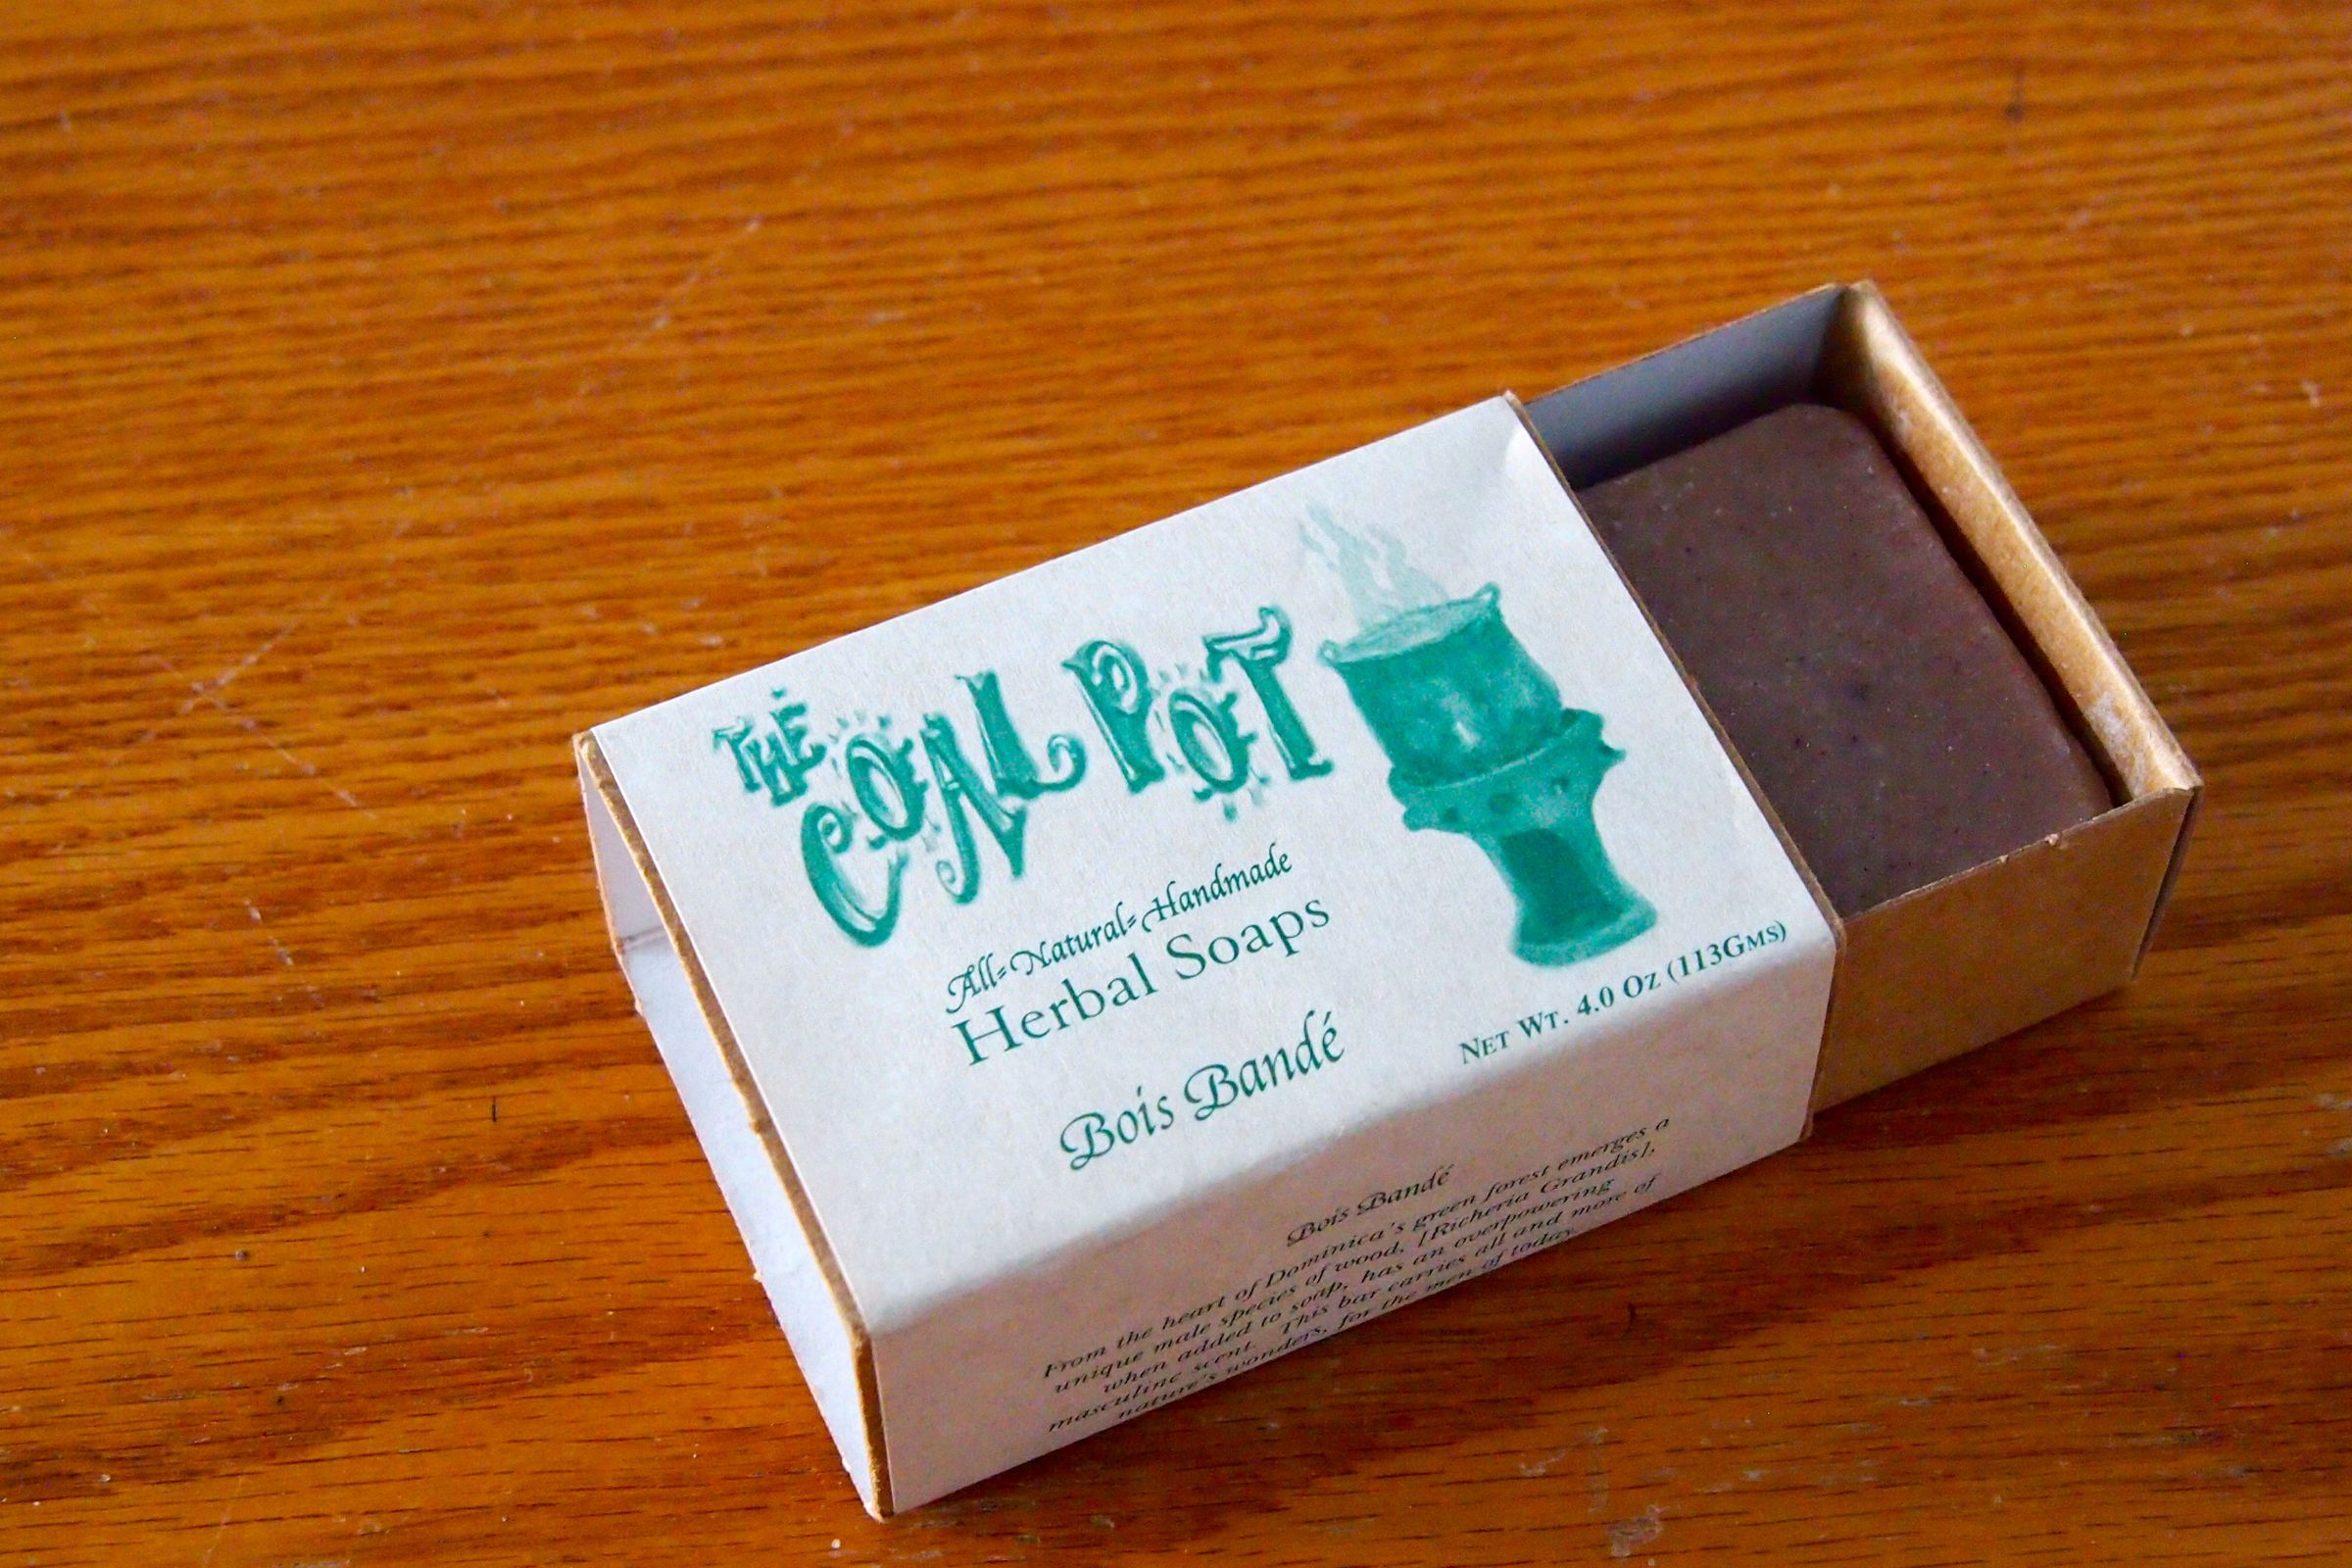 THE
COAL POT
All-Natural-Handmade
Herbal Soaps
Bois Bandé
NET WT. 4.0 OZ (113GMS)
Bois Bandé
From the heart of Dominica's green forest emerges a
unique male species of wood, [Richeria Grandis],
when added to soap, has an overpowering
masculine scent. This bar carries all and more of
nature's wonders, for the men of today.